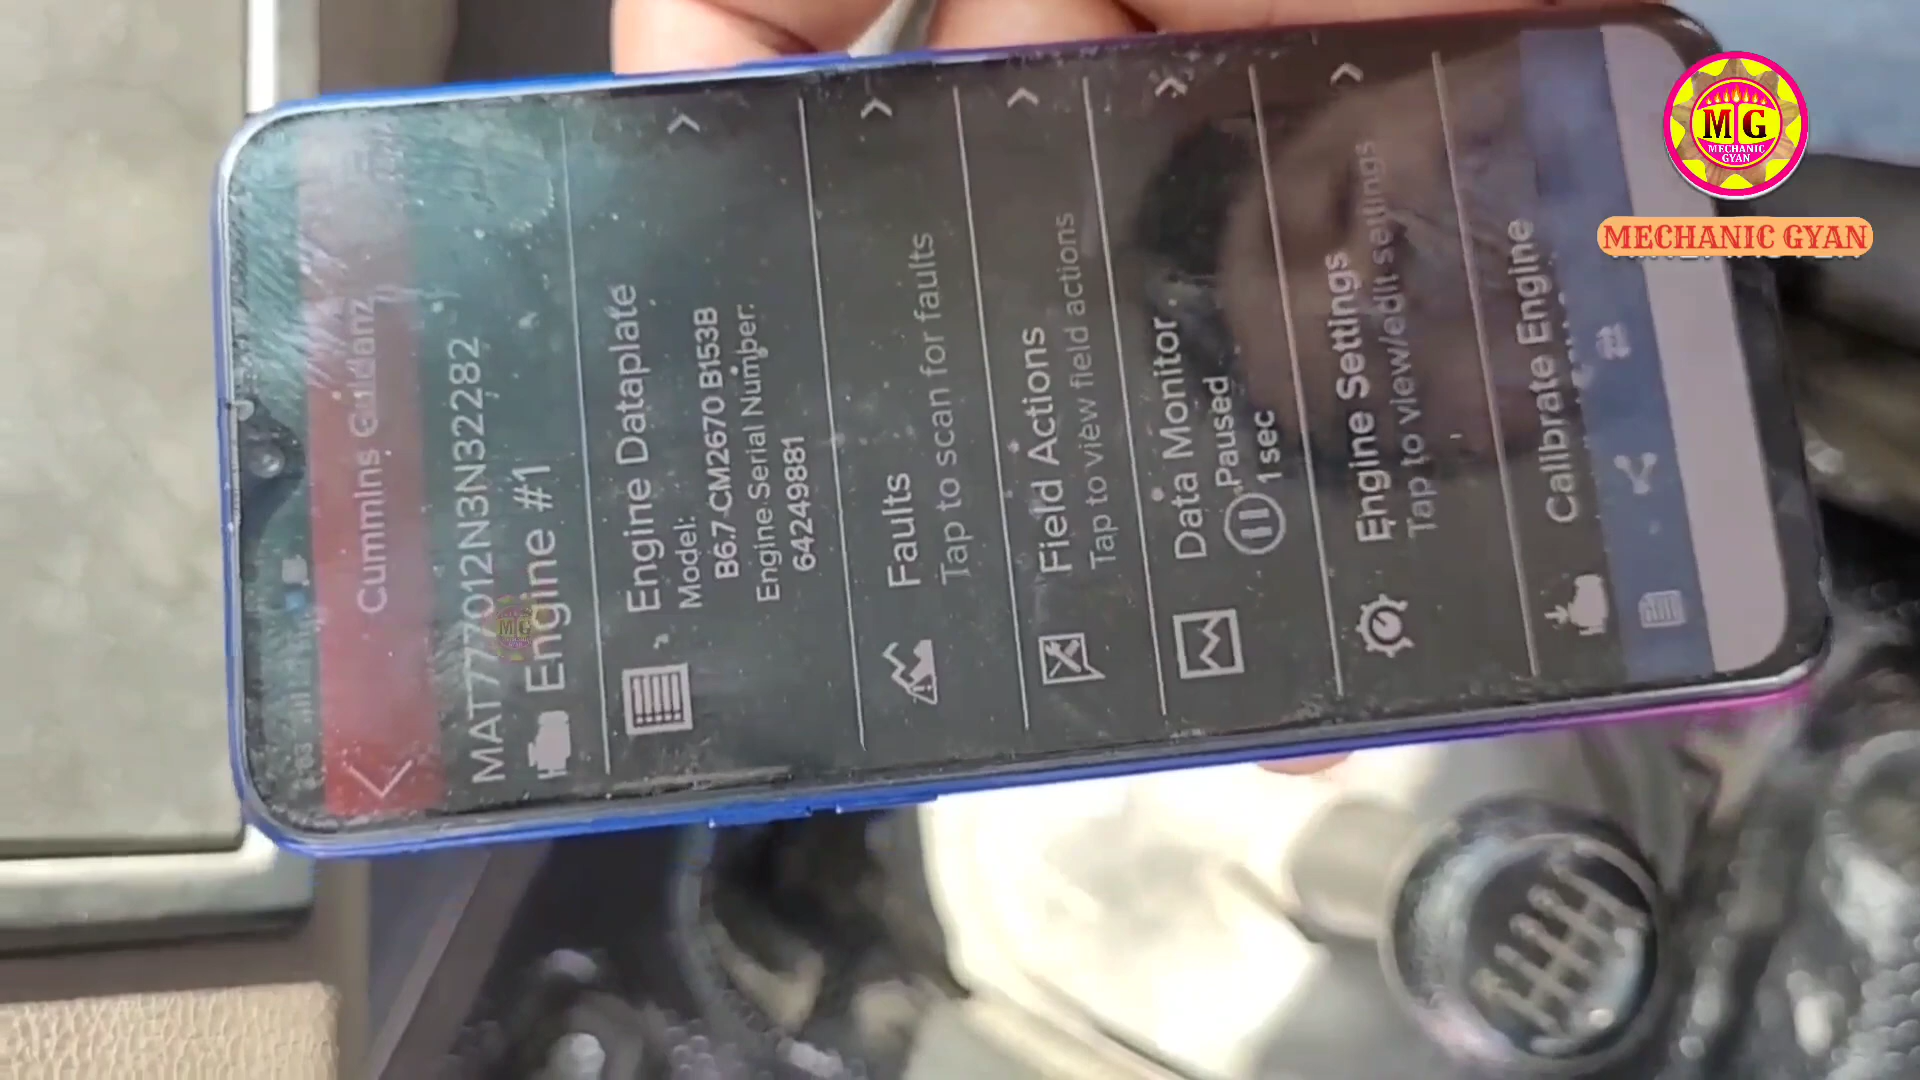 Cummins Guidanz
MAT777012N3N32282
Engine #1
Engine Dataplate
Model:
B6.7 CM2670 B153B
Engine Serial Number:
64249881
Faults
Tap to scan for faults
Field Actions
Tap to view field actions
Data Monitor
Paused
1 sec
Engine Settings
Tap to view/edit settings
Calibrate Engine
MG
MECHANIC
GYAN
MECHANIC GYAN
MG